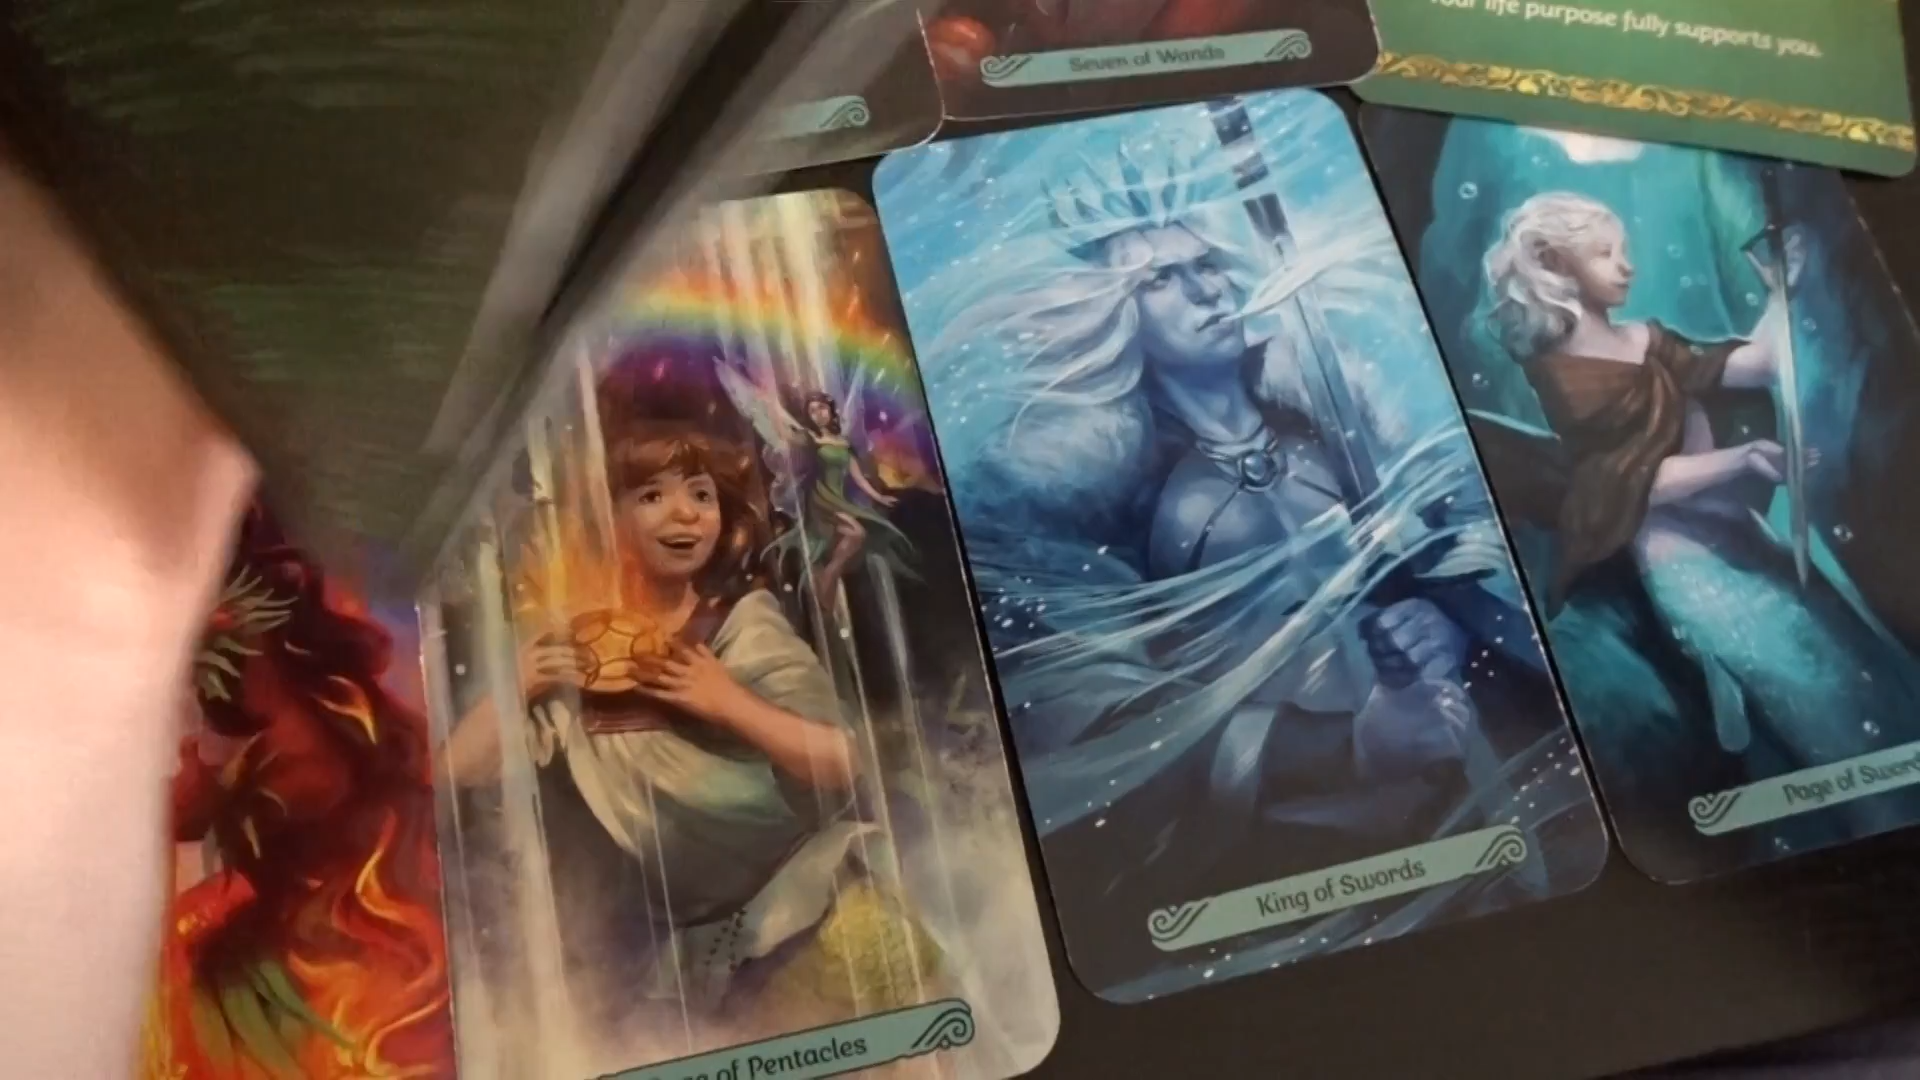 Your life purpose fully supports you.
Seven of Wands
Page of Swords
King of Swords
of Pentacles